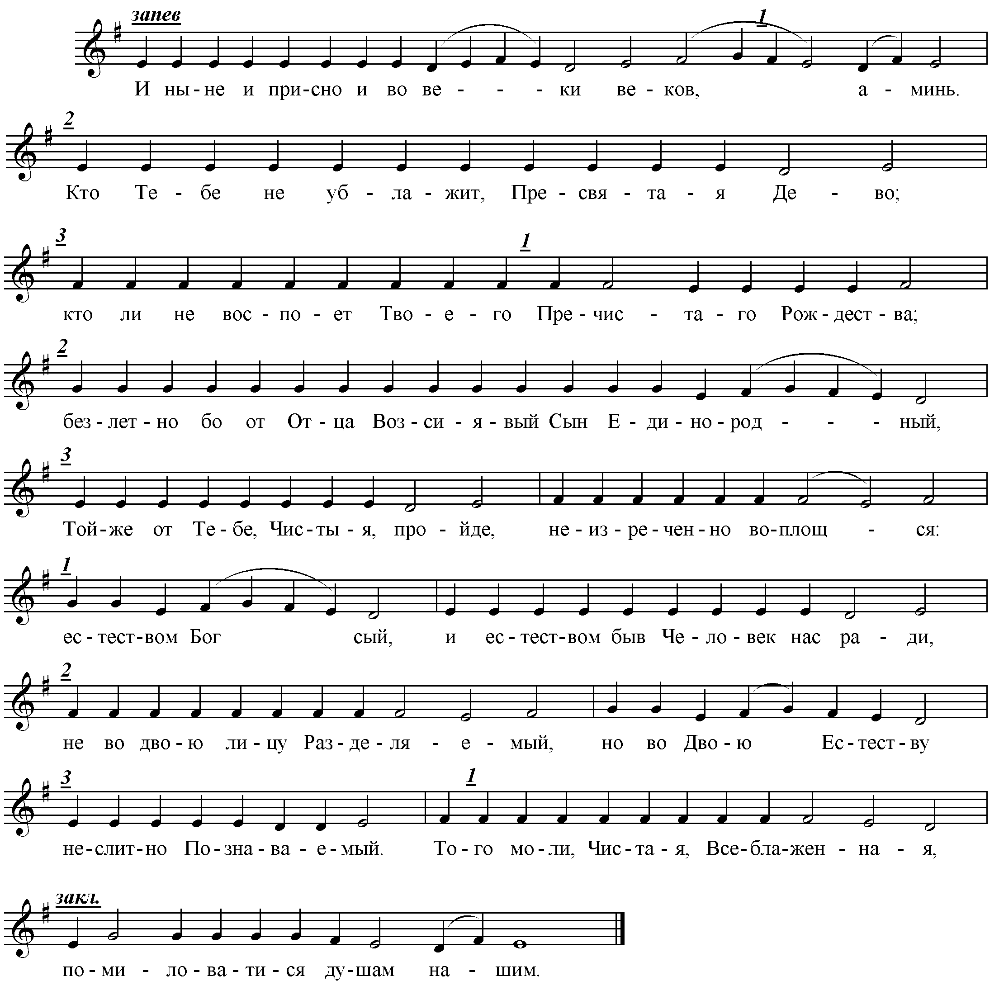 запев 1
И ны - не и при - сно и во ве - - - ки ве - ков, а - минь.
2
Кто Те - бе не уб - ла - жит, Пре - свя - та - я Де - во;
3 1
кто ли не вос - по - ет Тво - е - го Пре - чис - та - го Рож - дест - ва;
2
без - лет - но бо от От - ца Воз - си - я - вый Сын Е - ди - но - род - - - ный,
3
Той - же от Те - бе, Чис - ты - я, про - йде, не - из - ре - чен - но во - площ - ся:
1
ес - тест - вом Бог сый, и ес - тест - вом быв Че - ло - век нас ра - ди,
2
не во дво - ю ли - цу Раз - де - ля - е - мый, но во Дво - ю Ес - тест - ву
3 1
не - слит - но По - зна - ва - е - мый. То - го мо - ли, Чис - та - я, Все - бла - жен - на - я,
закл.
по - ми - ло - ва - ти - ся ду - шам на - шим.